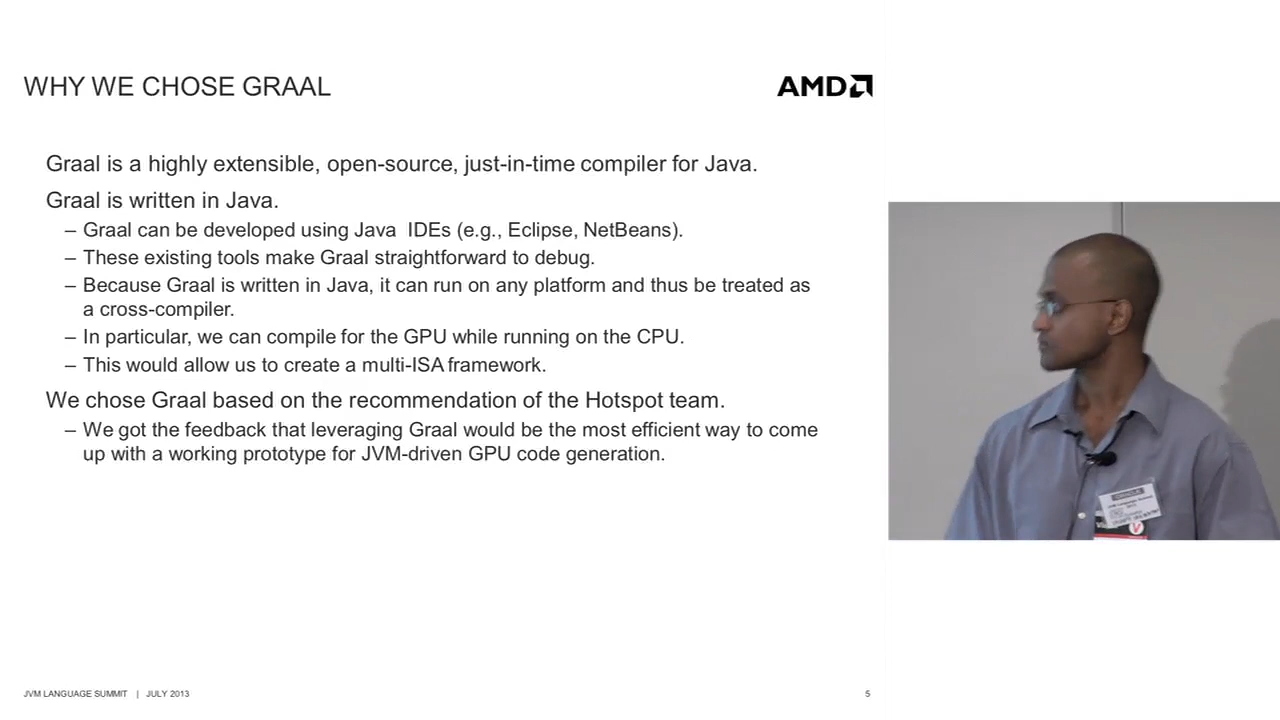 WHY WE CHOSE GRAAL
AMD
Graal is a highly extensible, open-source, just-in-time compiler for Java.
Graal is written in Java.
– Graal can be developed using Java IDEs (e.g., Eclipse, NetBeans).
– These existing tools make Graal straightforward to debug.
– Because Graal is written in Java, it can run on any platform and thus be treated as
a cross-compiler.
– In particular, we can compile for the GPU while running on the CPU.
– This would allow us to create a multi-ISA framework.
We chose Graal based on the recommendation of the Hotspot team.
– We got the feedback that leveraging Graal would be the most efficient way to come
up with a working prototype for JVM-driven GPU code generation.
JVM LANGUAGE SUMMIT | JULY 2013
5